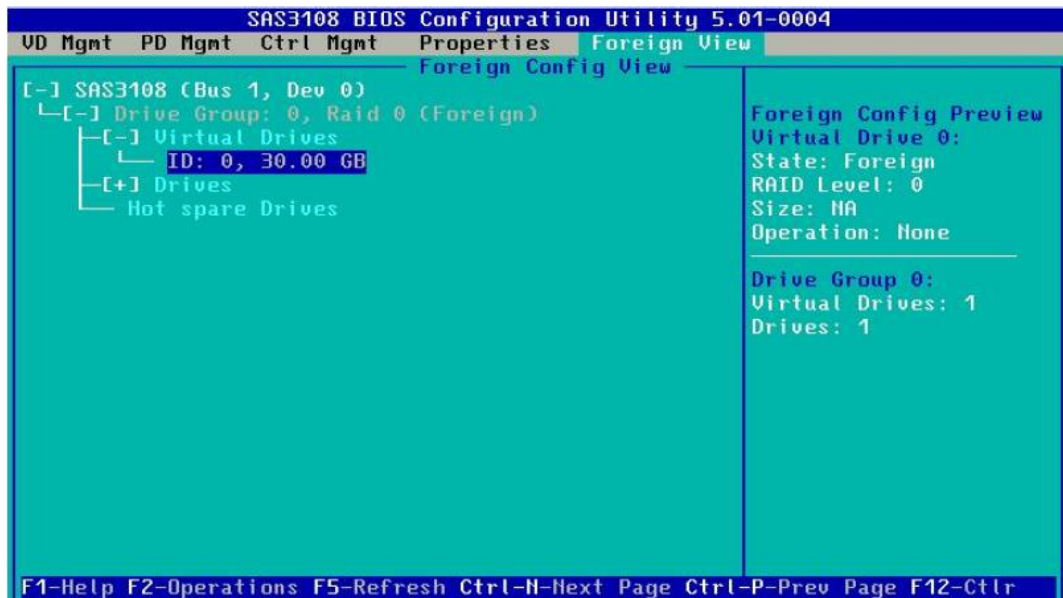 SAS3108 BIOS Configuration Utility 5.01-0004
VD Mgmt PD Mgmt Ctrl Mgmt Properties Foreign View
Foreign Config View
[-] SAS3108 (Bus 1, Dev 0)
[-] Drive Group: 0, Raid 0 (Foreign)
[-] Virtual Drives
ID: 0, 30.00 GB
[+] Drives
Hot spare Drives
Foreign Config Preview
Virtual Drive 0:
State: Foreign
RAID Level: 0
Size: NA
Operation: None
Drive Group 0:
Virtual Drives: 1
Drives: 1
F1-Help F2-Operations F5-Refresh Ctrl-N-Next Page Ctrl-P-Prev Page F12-Ctlr